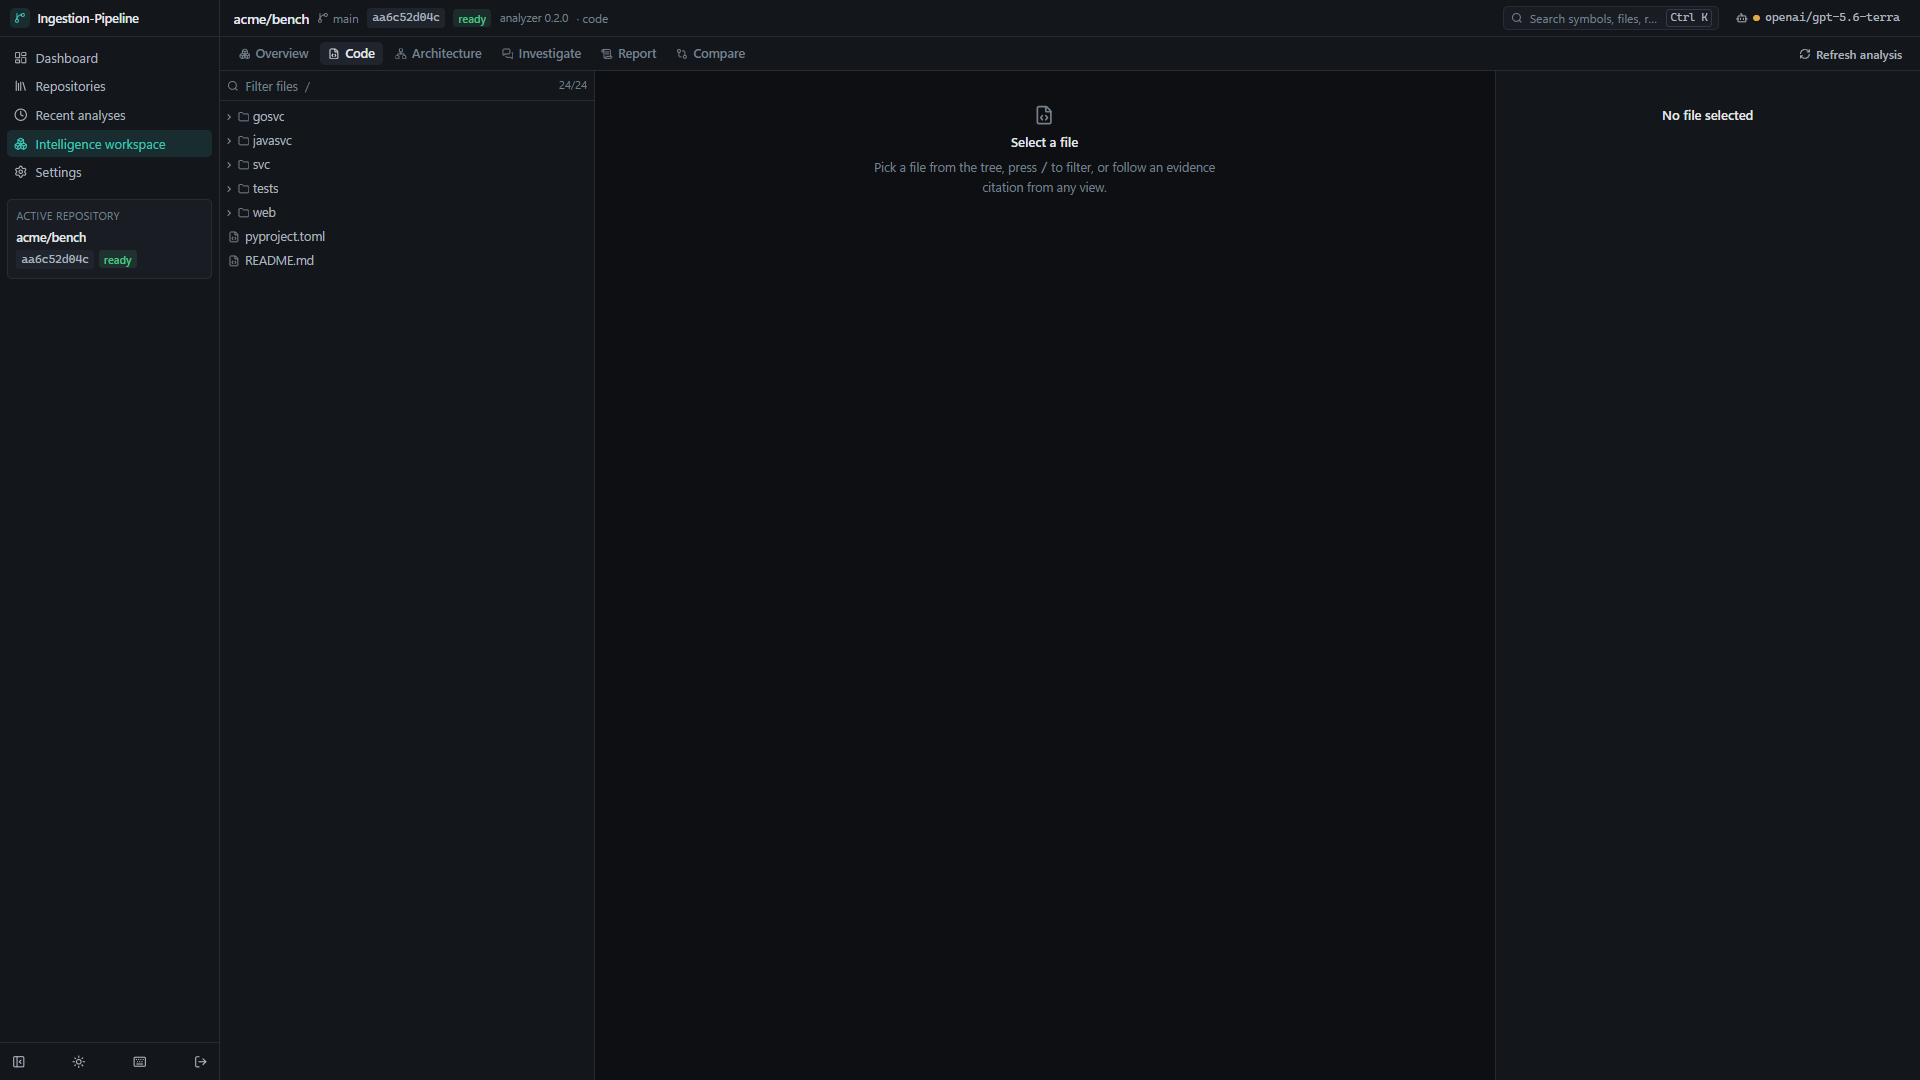 Ingestion-Pipeline
acme/bench main aa6c52d04c ready analyzer 0.2.0 · code
Search symbols, files, r... Ctrl K
openai/gpt-5.6-terra
Dashboard
Repositories
Recent analyses
Intelligence workspace
Settings
ACTIVE REPOSITORY
acme/bench
aa6c52d04c ready
Overview Code Architecture Investigate Report Compare
Refresh analysis
Filter files / 24/24
gosvc
javasvc
svc
tests
web
pyproject.toml
README.md
Select a file
Pick a file from the tree, press / to filter, or follow an evidence
citation from any view.
No file selected